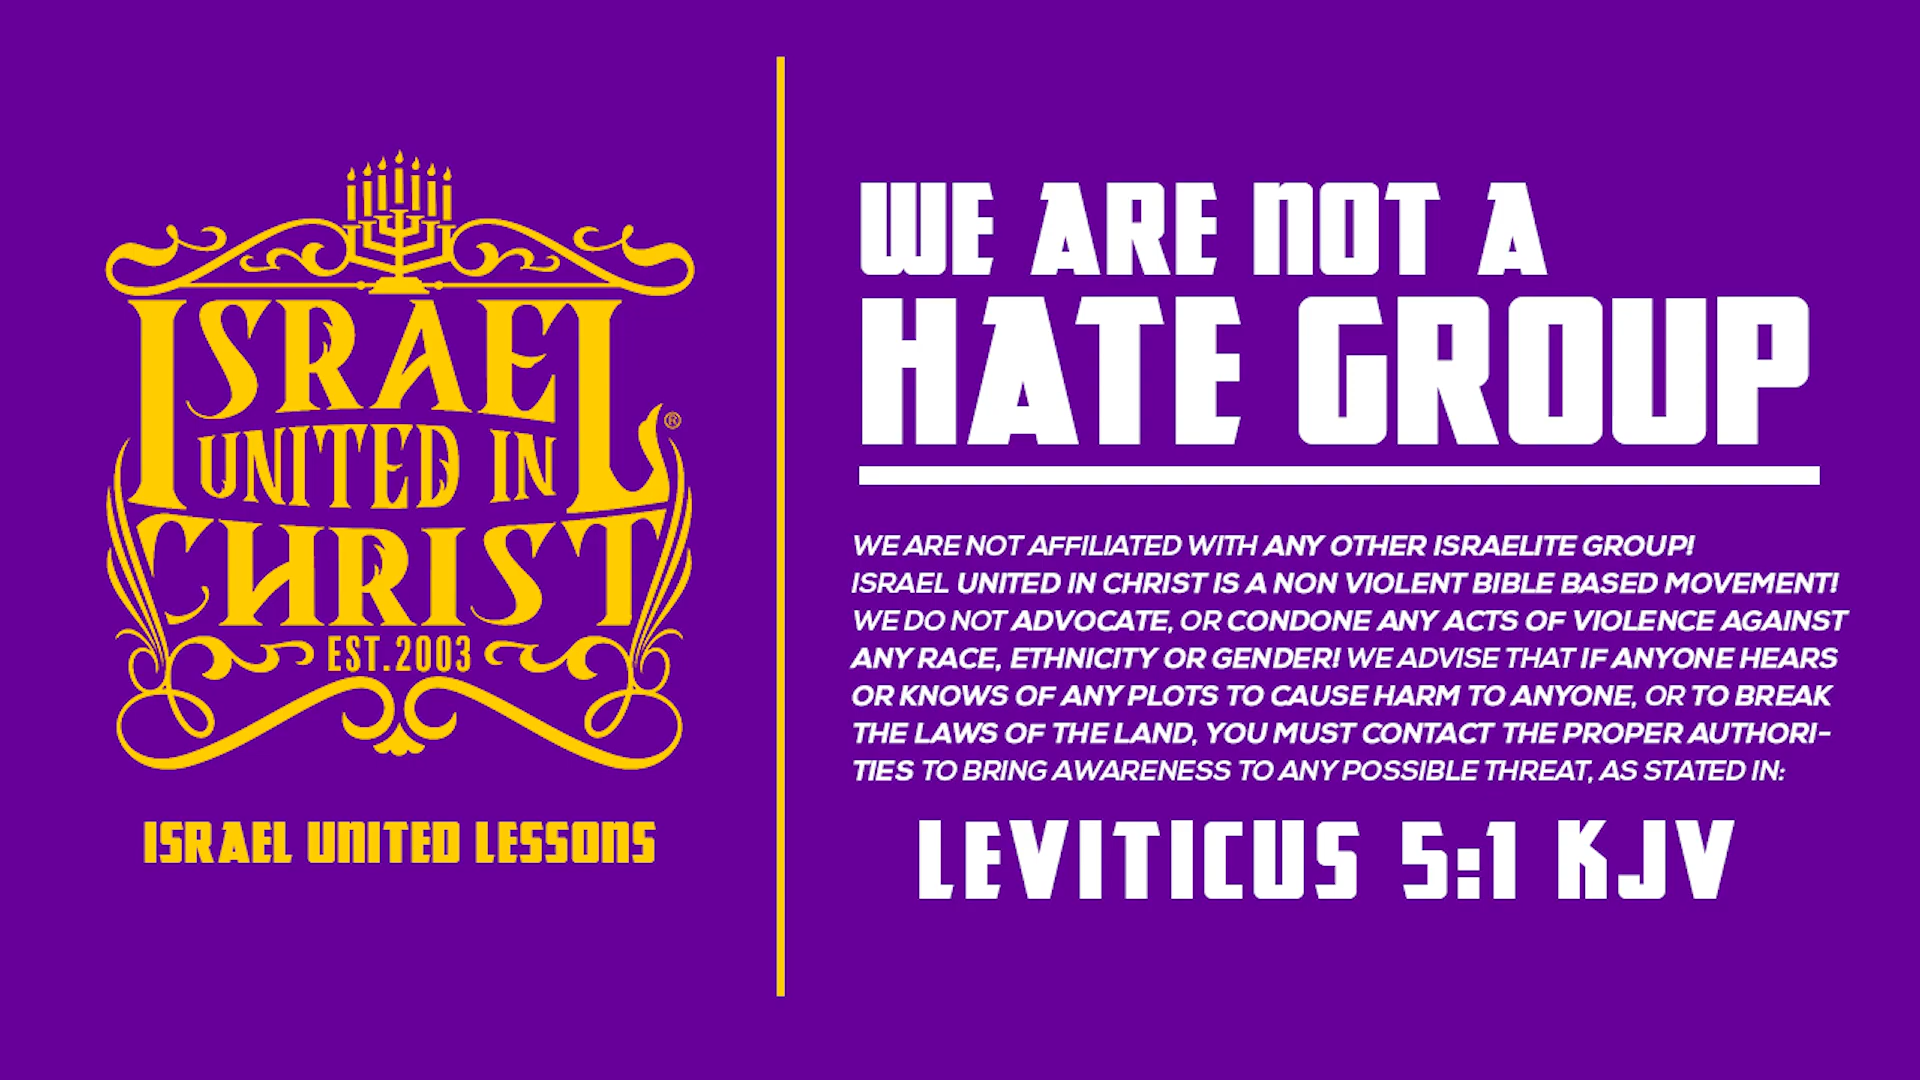 ISRAEL
UNITED IN
CHRIST
®
EST.2003
ISRAEL UNITED LESSONS
WE ARE NOT A
HATE GROUP
WE ARE NOT AFFILIATED WITH ANY OTHER ISRAELITE GROUP!
ISRAEL UNITED IN CHRIST IS A NON VIOLENT BIBLE BASED MOVEMENT!
WE DO NOT ADVOCATE, OR CONDONE ANY ACTS OF VIOLENCE AGAINST
ANY RACE, ETHNICITY OR GENDER! WE ADVISE THAT IF ANYONE HEARS
OR KNOWS OF ANY PLOTS TO CAUSE HARM TO ANYONE, OR TO BREAK
THE LAWS OF THE LAND, YOU MUST CONTACT THE PROPER AUTHORI-
TIES TO BRING AWARENESS TO ANY POSSIBLE THREAT, AS STATED IN:
LEVITICUS 5:1 KJV